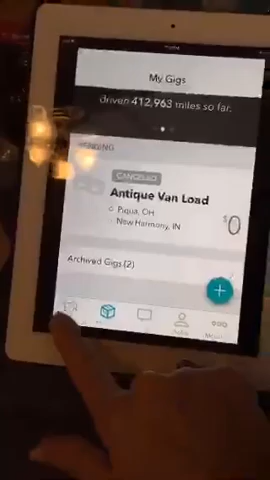 My Gigs
driven 412,963 miles so far.
PENDING
CANCELED
Antique Van Load
Piqua, OH
New Harmony, IN
$0
Archived Gigs (2)
+